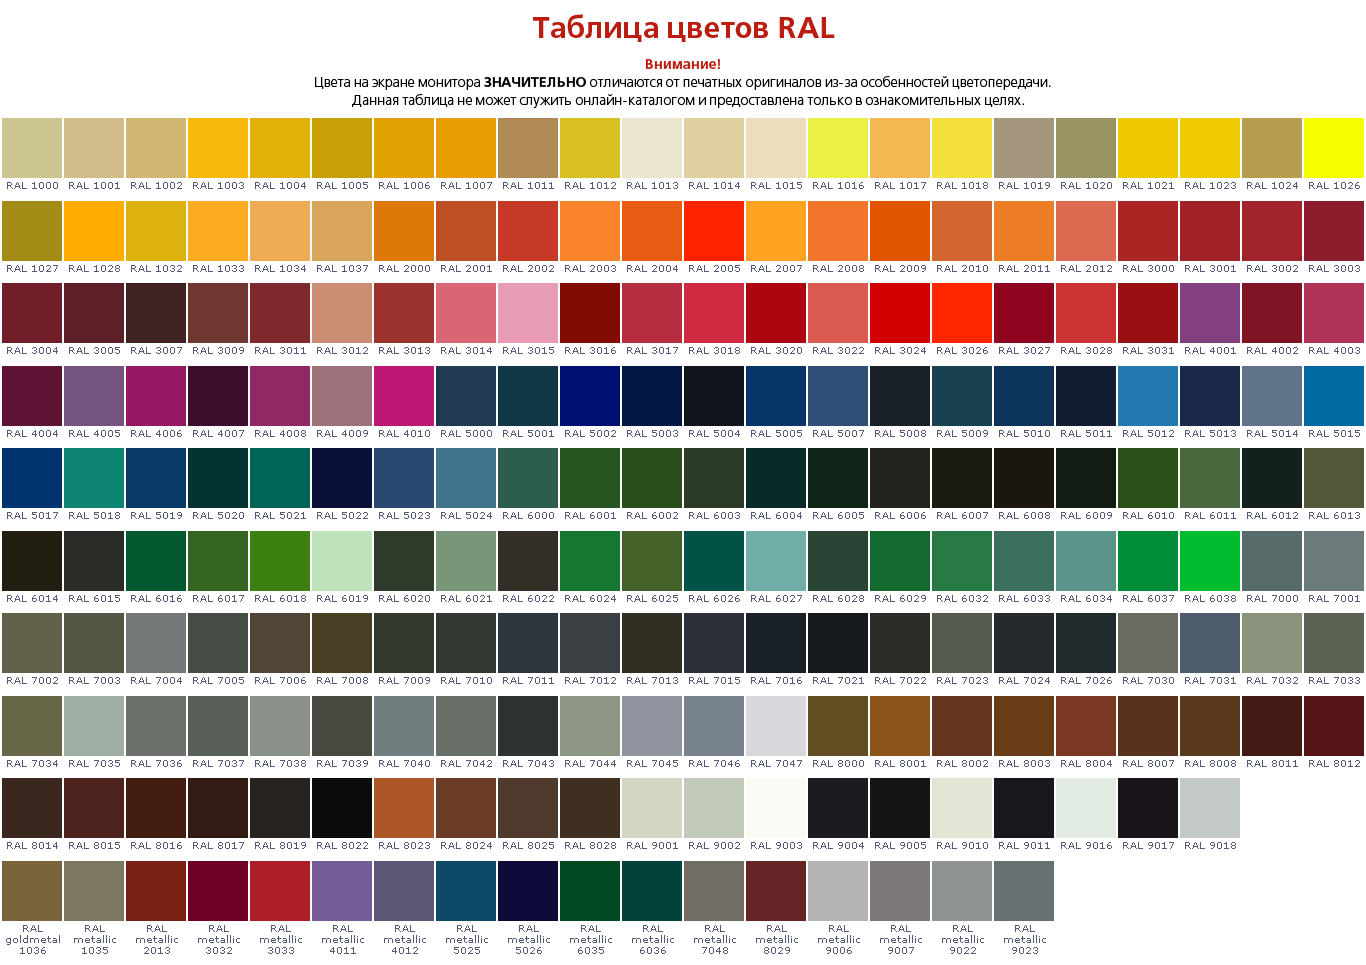 Таблица цветов RAL
Внимание!
Цвета на экране монитора ЗНАЧИТЕЛЬНО отличаются от печатных оригиналов из-за особенностей цветопередачи.
Данная таблица не может служить онлайн-каталогом и предоставлена только в ознакомительных целях.
RAL 1000 RAL 1001 RAL 1002 RAL 1003 RAL 1004 RAL 1005 RAL 1006 RAL 1007 RAL 1011 RAL 1012 RAL 1013 RAL 1014 RAL 1015 RAL 1016 RAL 1017 RAL 1018 RAL 1019 RAL 1020 RAL 1021 RAL 1023 RAL 1024 RAL 1026
RAL 1027 RAL 1028 RAL 1032 RAL 1033 RAL 1034 RAL 1037 RAL 2000 RAL 2001 RAL 2002 RAL 2003 RAL 2004 RAL 2005 RAL 2007 RAL 2008 RAL 2009 RAL 2010 RAL 2011 RAL 2012 RAL 3000 RAL 3001 RAL 3002 RAL 3003
RAL 3004 RAL 3005 RAL 3007 RAL 3009 RAL 3011 RAL 3012 RAL 3013 RAL 3014 RAL 3015 RAL 3016 RAL 3017 RAL 3018 RAL 3020 RAL 3022 RAL 3024 RAL 3026 RAL 3027 RAL 3028 RAL 3031 RAL 4001 RAL 4002 RAL 4003
RAL 4004 RAL 4005 RAL 4006 RAL 4007 RAL 4008 RAL 4009 RAL 4010 RAL 5000 RAL 5001 RAL 5002 RAL 5003 RAL 5004 RAL 5005 RAL 5007 RAL 5008 RAL 5009 RAL 5010 RAL 5011 RAL 5012 RAL 5013 RAL 5014 RAL 5015
RAL 5017 RAL 5018 RAL 5019 RAL 5020 RAL 5021 RAL 5022 RAL 5023 RAL 5024 RAL 6000 RAL 6001 RAL 6002 RAL 6003 RAL 6004 RAL 6005 RAL 6006 RAL 6007 RAL 6008 RAL 6009 RAL 6010 RAL 6011 RAL 6012 RAL 6013
RAL 6014 RAL 6015 RAL 6016 RAL 6017 RAL 6018 RAL 6019 RAL 6020 RAL 6021 RAL 6022 RAL 6024 RAL 6025 RAL 6026 RAL 6027 RAL 6028 RAL 6029 RAL 6032 RAL 6033 RAL 6034 RAL 6037 RAL 6038 RAL 7000 RAL 7001
RAL 7002 RAL 7003 RAL 7004 RAL 7005 RAL 7006 RAL 7008 RAL 7009 RAL 7010 RAL 7011 RAL 7012 RAL 7013 RAL 7015 RAL 7016 RAL 7021 RAL 7022 RAL 7023 RAL 7024 RAL 7026 RAL 7030 RAL 7031 RAL 7032 RAL 7033
RAL 7034 RAL 7035 RAL 7036 RAL 7037 RAL 7038 RAL 7039 RAL 7040 RAL 7042 RAL 7043 RAL 7044 RAL 7045 RAL 7046 RAL 7047 RAL 8000 RAL 8001 RAL 8002 RAL 8003 RAL 8004 RAL 8007 RAL 8008 RAL 8011 RAL 8012
RAL 8014 RAL 8015 RAL 8016 RAL 8017 RAL 8019 RAL 8022 RAL 8023 RAL 8024 RAL 8025 RAL 8028 RAL 9001 RAL 9002 RAL 9003 RAL 9004 RAL 9005 RAL 9010 RAL 9011 RAL 9016 RAL 9017 RAL 9018
RAL RAL RAL RAL RAL RAL RAL RAL RAL RAL RAL RAL RAL RAL RAL RAL RAL
goldmetal metallic metallic metallic metallic metallic metallic metallic metallic metallic metallic metallic metallic metallic metallic metallic metallic
1036 1035 2013 3032 3033 4011 4012 5025 5026 6035 6036 7048 8029 9006 9007 9022 9023